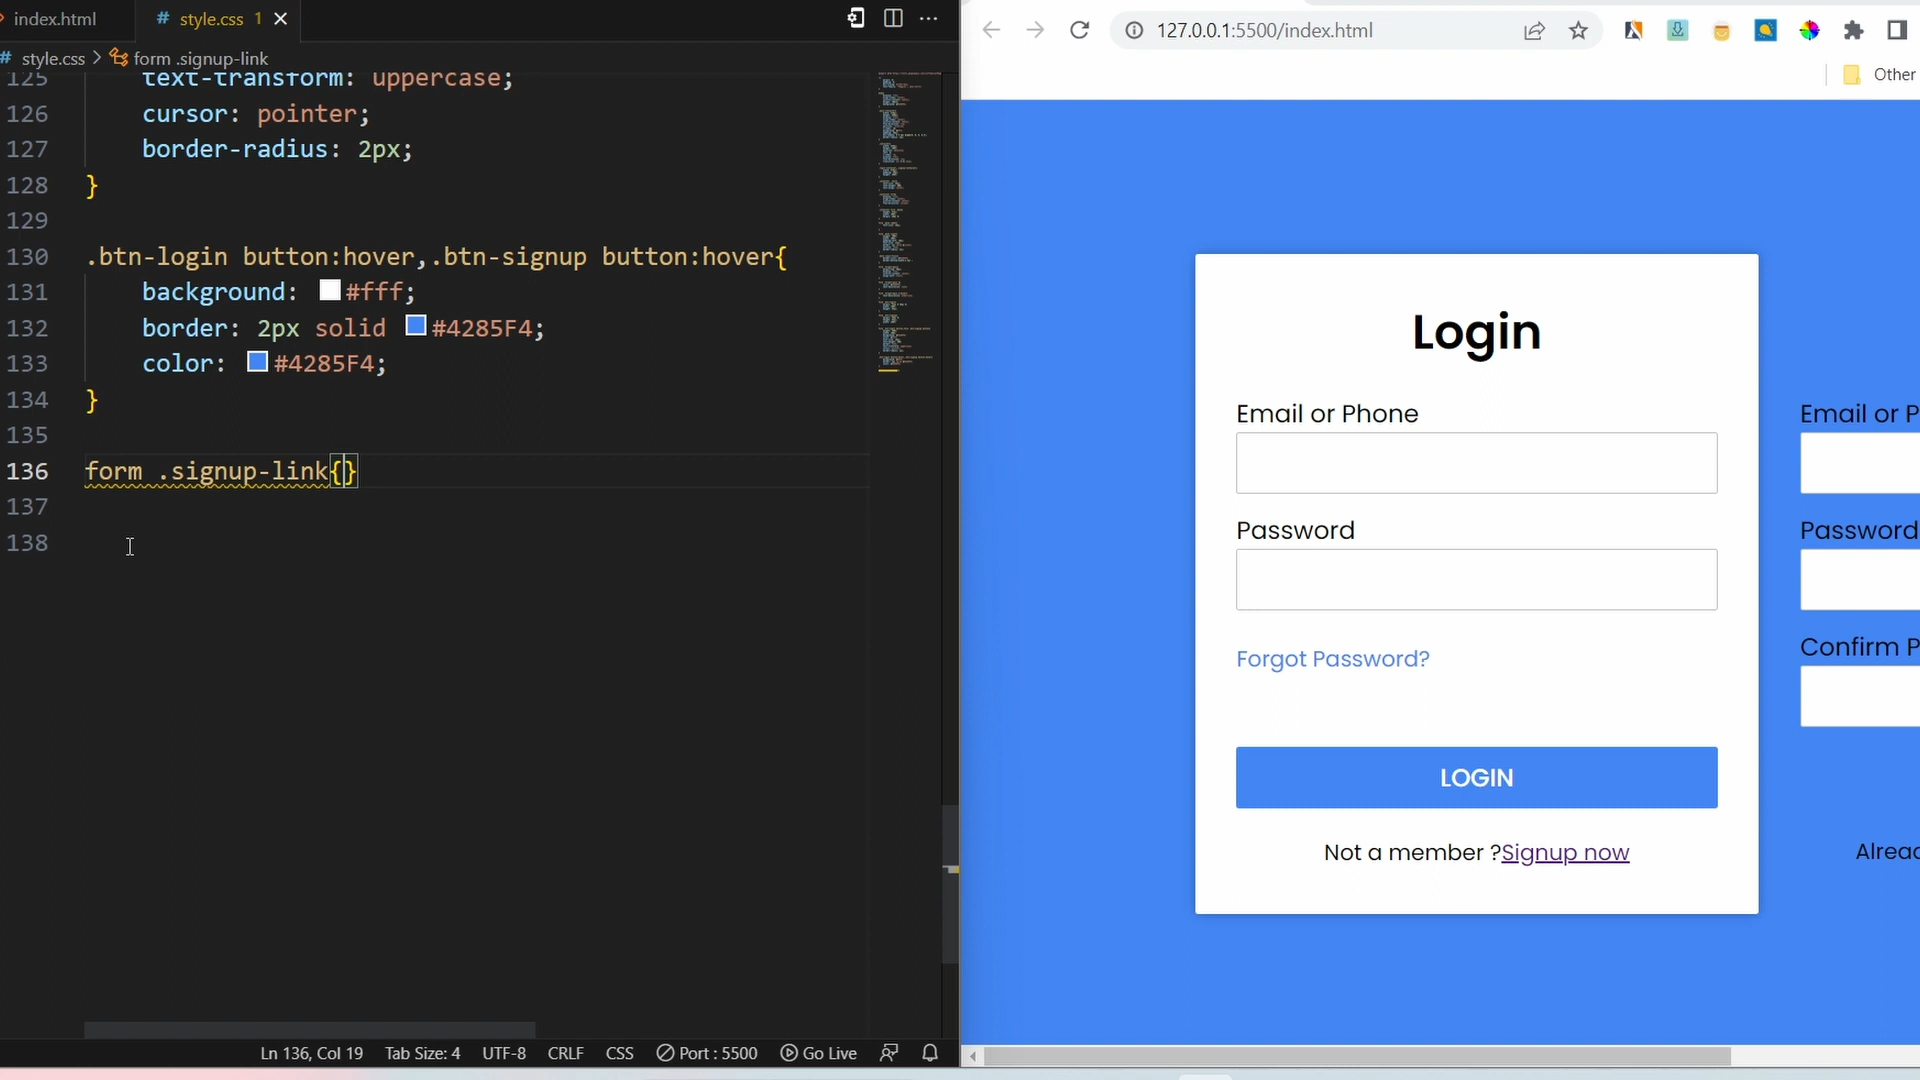 index.html
# style.css 1
# style.css > form .signup-link
125 text-transform: uppercase;
126 cursor: pointer;
127 border-radius: 2px;
128 }
129
130 .btn-login button:hover,.btn-signup button:hover{
131 background: #fff;
132 border: 2px solid #4285F4;
133 color: #4285F4;
134 }
135
136 form .signup-link{}
137
138
Ln 136, Col 19 Tab Size: 4 UTF-8 CRLF CSS Port : 5500 Go Live
127.0.0.1:5500/index.html
Other
Login
Email or Phone
Password
Forgot Password?
LOGIN
Not a member ?Signup now
Email or P
Password
Confirm P
Alread